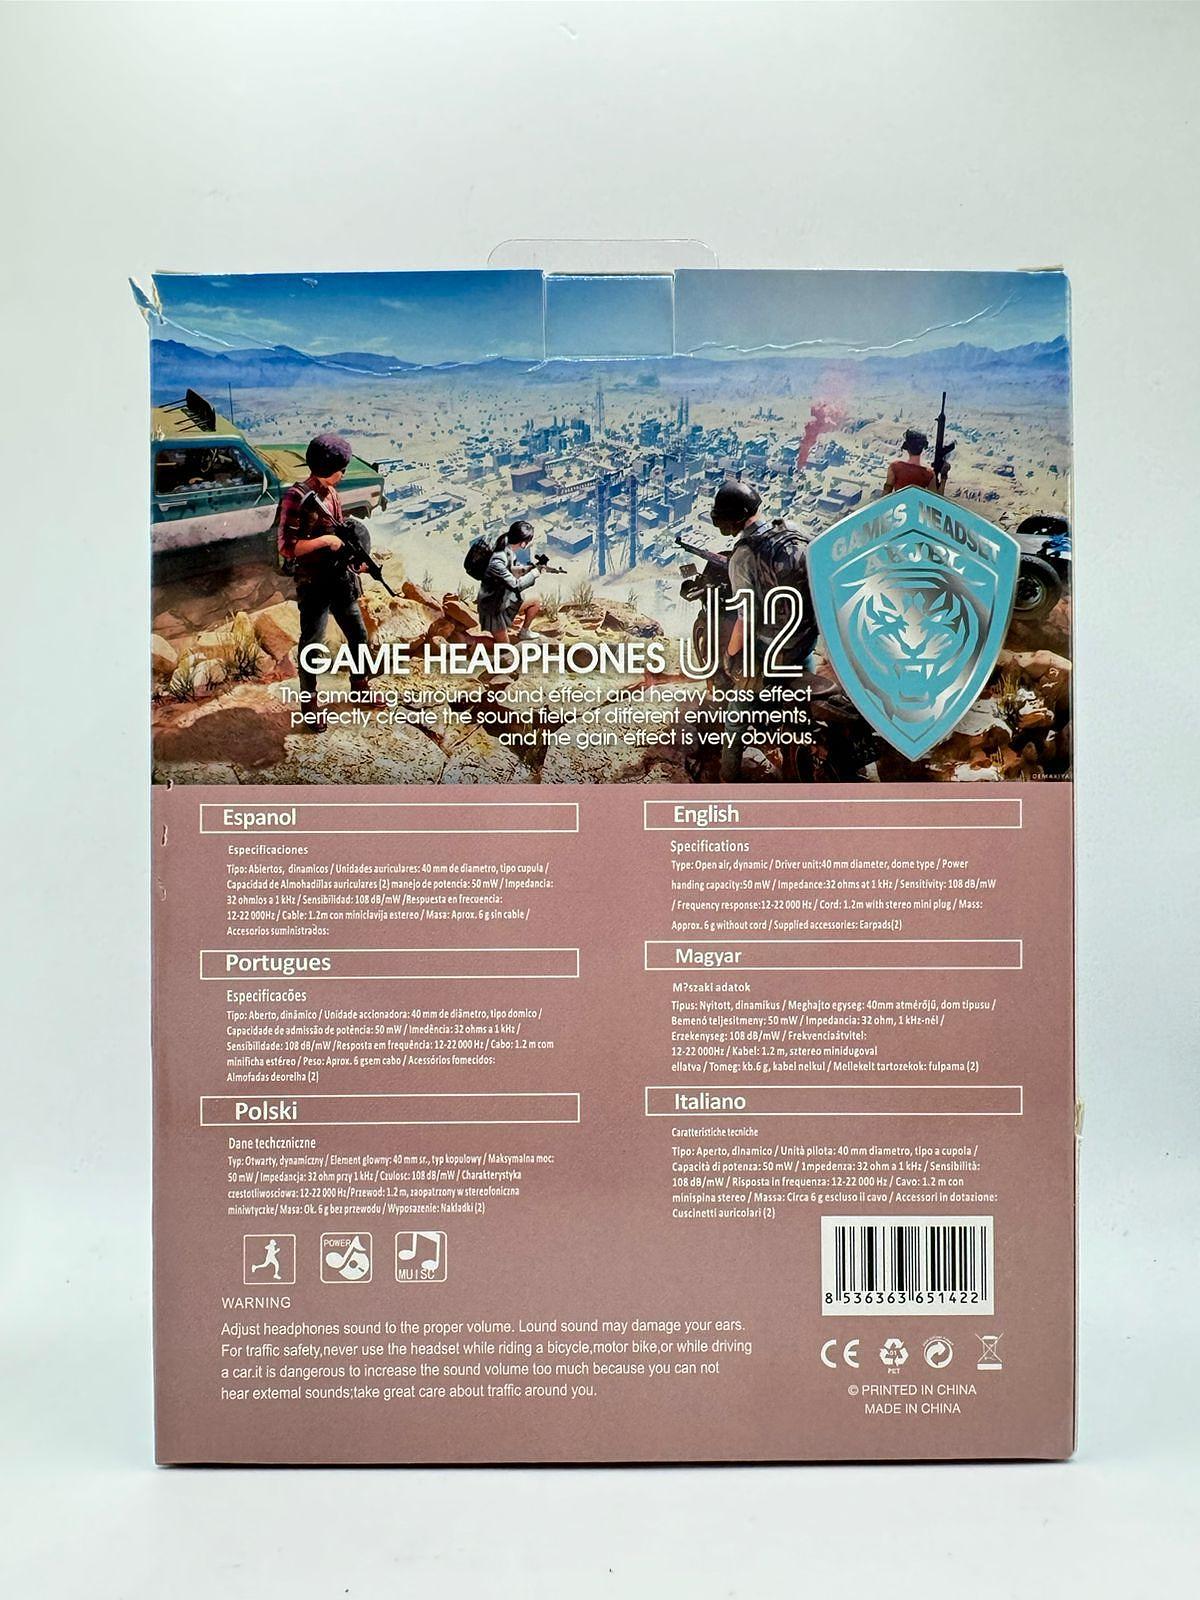 GAMES HEADSET
GAME HEADPHONES J12
The amazing surround sound effect and heavy bass effect
perfectly create the sound field of different environments,
and the gain effect is very obvious.
Espanol
Especificaciones
Tipo: Abiertos, dinamicos / Unidades auriculares: 40 mm de diametro, tipo cupula /
Capacidad de Almohadillas auriculares (2) manejo de potencia: 50 mW / Impedancia:
32 ohmios a 1 kHz / Sensibilidad: 108 dB/mW /Respuesta en frecuencia:
12-22 000Hz / Cable: 1.2m con miniclavija estereo / Masa: Aprox. 6 g sin cable /
Accesorios suministrados:
Portugues
Especificacões
Tipo: Aberto, dinâmico / Unidade accionadora: 40 mm de diâmetro, tipo domico /
Capacidade de admissão de potência: 50 mW / Imedência: 32 ohms a 1 kHz /
Sensibilidade: 108 dB/mW /Resposta em frequência: 12-22 000 Hz / Cabo: 1.2 m com
minificha estéreo / Peso: Aprox. 6 gsem cabo / Acessórios fornecidos:
Almofadas deorelha (2)
Polski
Dane techczniczne
Typ: Otwarty, dynamiczny / Element glowny: 40 mm sr., typ kopulowy / Maksymalna moc:
50 mW / Impedancja: 32 ohm przy 1 kHz / Czulosc: 108 dB/mW / Charakterystyka
czestotliwosciowa: 12-22 000 Hz/Przewod: 1.2 m, zaopatrzony w stereofoniczna
miniwtyczke/ Masa: Ok. 6 g bez przewodu / Wyposazenie: Nakladki (2)
English
Specifications
Type: Open air, dynamic / Driver unit:40 mm diameter, dome type / Power
handing capacity:50 mW / Impedance:32 ohms at 1 kHz / Sensitivity: 108 dB/mW
/ Frequency response:12-22 000 Hz / Cord: 1.2m with stereo mini plug / Mass:
Approx. 6 g without cord / Supplied accessories: Earpads(2)
Magyar
M?szaki adatok
Tipus: Nyitott, dinamikus / Meghajto egyseg: 40mm atmérőjű, dom tipusu /
Bemenő teljesitmeny: 50 mW / Impedancia: 32 ohm, 1 kHz-nél /
Erzekenyseg: 108 dB/mW / Frekvenciaátvitel:
12-22 000Hz / Kabel: 1.2 m, sztereo minidugoval
ellatva / Tomeg: kb.6 g, kabel nelkul / Mellekelt tartozekok: fulpama (2)
Italiano
Caratteristiche tecniche
Tipo: Aperto, dinamico / Unità pilota: 40 mm diametro, tipo a cupola /
Capacità di potenza: 50 mW / 1mpedenza: 32 ohm a 1 kHz / Sensibilità:
108 dB/mW / Risposta in frequenza: 12-22 000 Hz / Cavo: 1.2 m con
minispina stereo / Massa: Circa 6 g escluso il cavo / Accessori in dotazione:
Cuscinetti auricolari (2)
POWER
MUISC
WARNING
Adjust headphones sound to the proper volume. Lound sound may damage your ears.
For traffic safety,never use the headset while riding a bicycle,motor bike,or while driving
a car.it is dangerous to increase the sound volume too much because you can not
hear extemal sounds;take great care about traffic around you.
8 536363 651422
CE
01
PET
© PRINTED IN CHINA
MADE IN CHINA